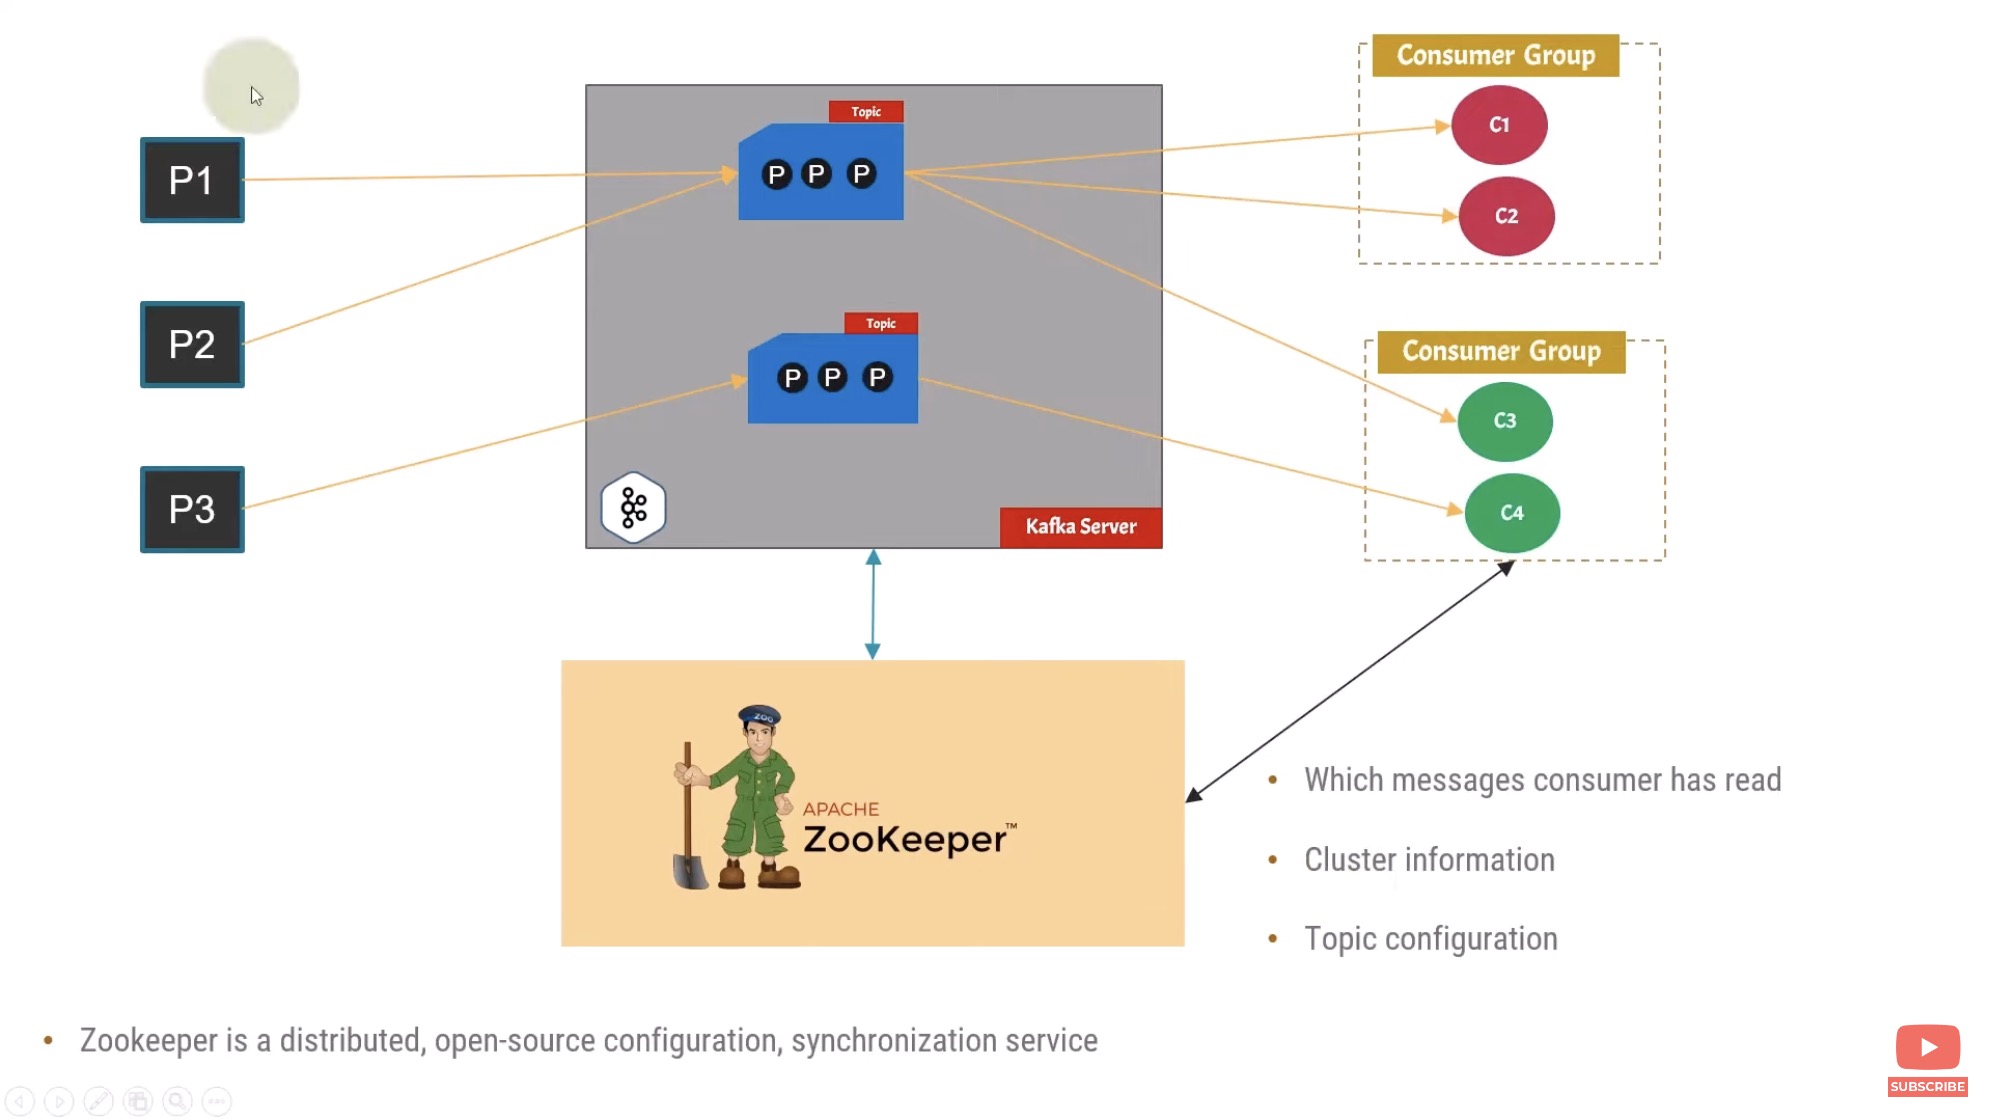 Consumer Group
C1
C2
Topic
P P P
P1
P2
P3
Topic
P P P
Kafka Server
Consumer Group
C3
C4
ZOO
APACHE
ZooKeeper™
• Which messages consumer has read
• Cluster information
• Topic configuration
• Zookeeper is a distributed, open-source configuration, synchronization service
SUBSCRIBE